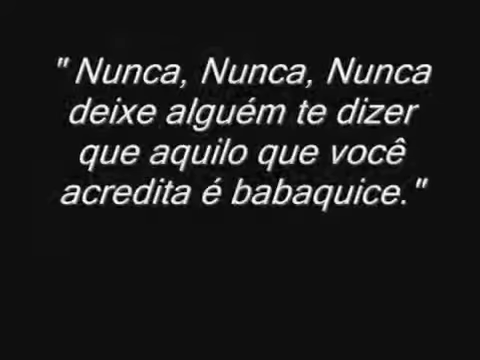 " Nunca, Nunca, Nunca
deixe alguém te dizer
que aquilo que você
acredita é babaquice."